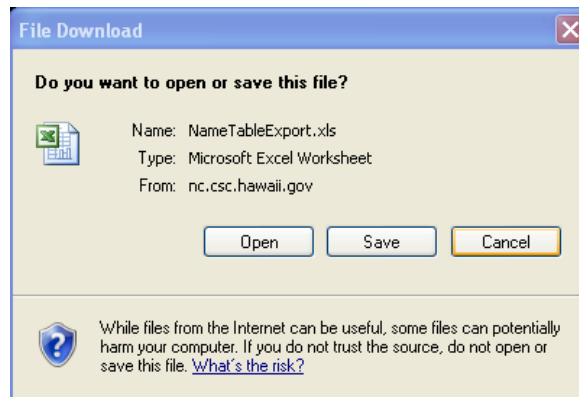 File Download
Do you want to open or save this file?
Name: NameTableExport.xls
Type: Microsoft Excel Worksheet
From: nc.csc.hawaii.gov
Open Save Cancel
While files from the Internet can be useful, some files can potentially
harm your computer. If you do not trust the source, do not open or
save this file. What's the risk?